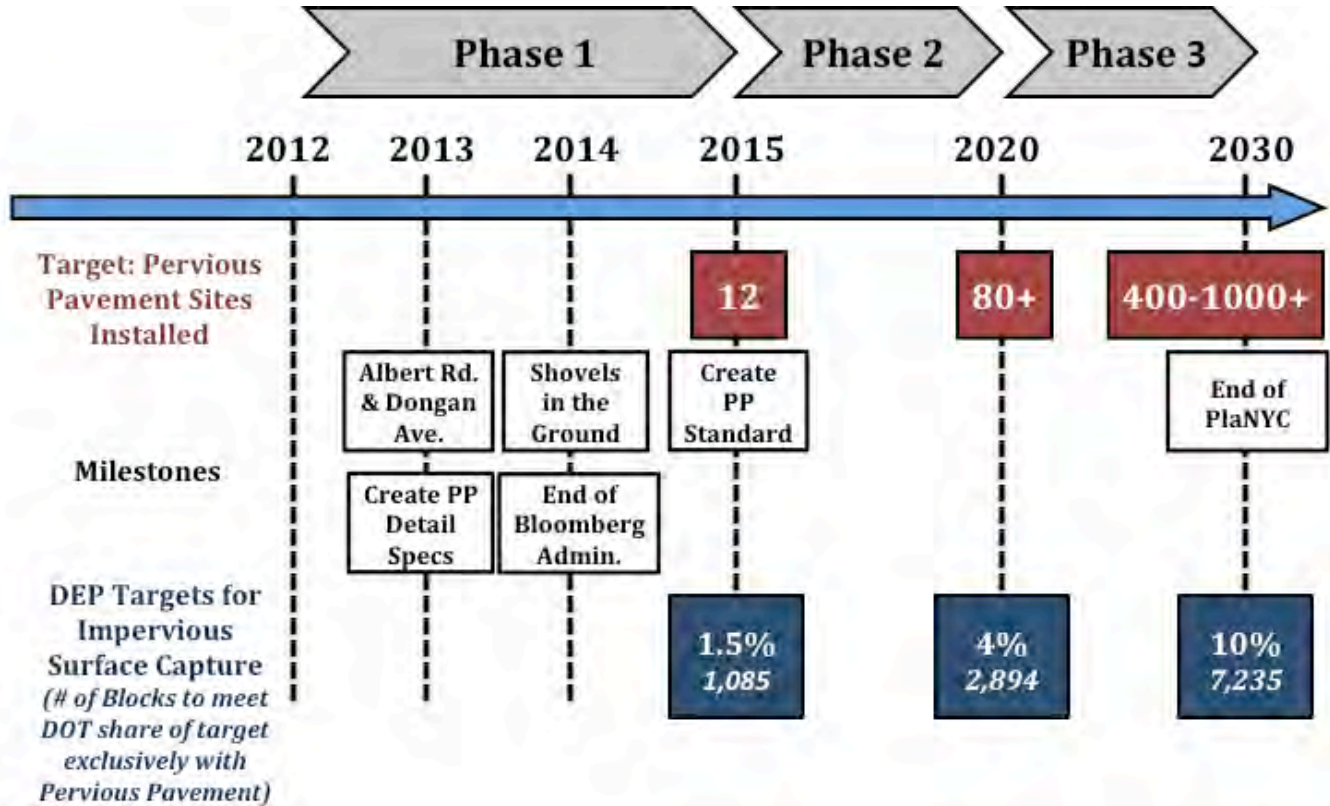 Phase 1
Phase 2
Phase 3
2012
2013
2014
2015
2020
2030
Target: Pervious
Pavement Sites
Installed
12
80+
400-1000+
Albert Rd.
& Dongan
Ave.
Shovels
in the
Ground
Create
PP
Standard
End of
PlaNYC
Milestones
Create PP
Detail
Specs
End of
Bloomberg
Admin.
DEP Targets for
Impervious
Surface Capture
(# of Blocks to meet
DOT share of target
exclusively with
Pervious Pavement)
1.5%
1,085
4%
2,894
10%
7,235